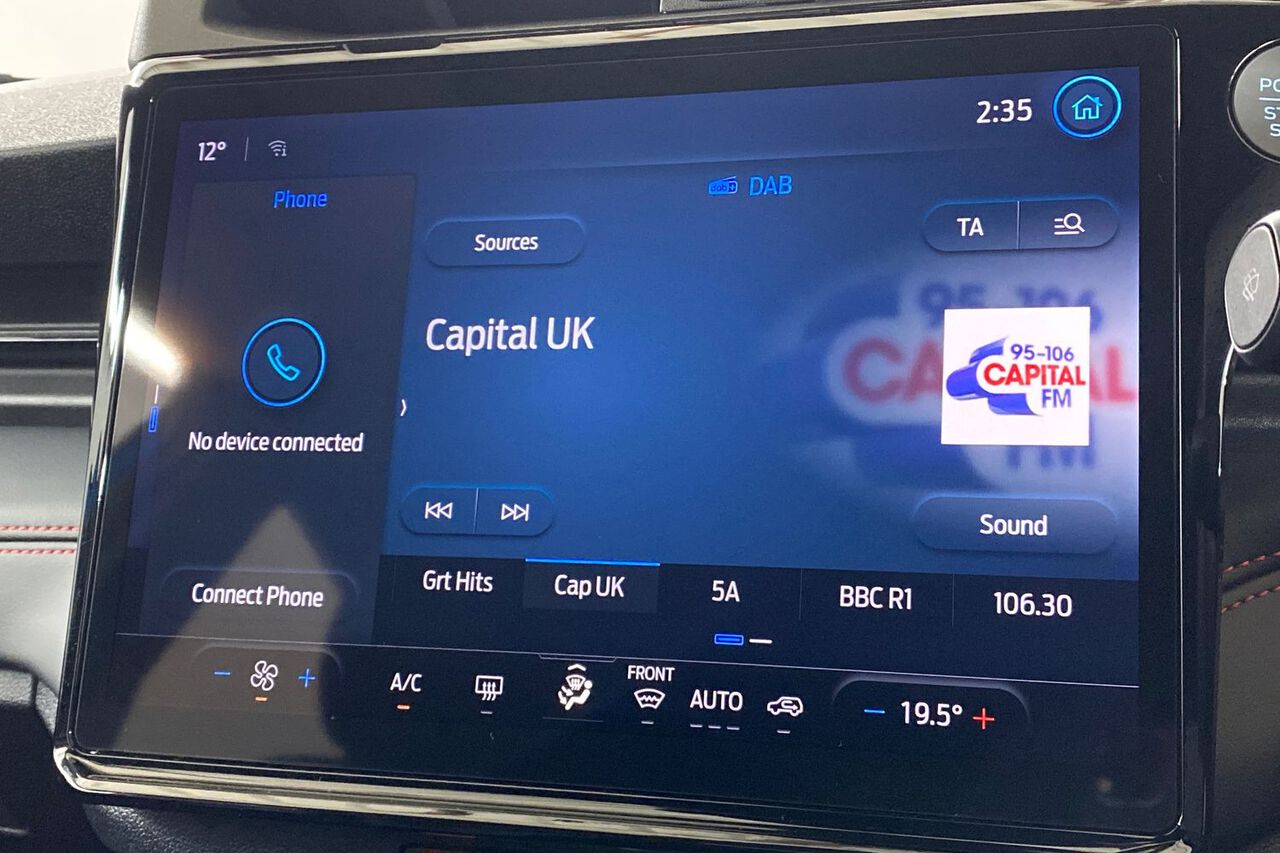 12°
2:35
Phone
DAB
Sources
TA
Capital UK
95-106
CAPITAL
FM
No device connected
Sound
Connect Phone
Grt Hits
Cap UK
5A
BBC R1
106.30
A/C
FRONT
AUTO
19.5°